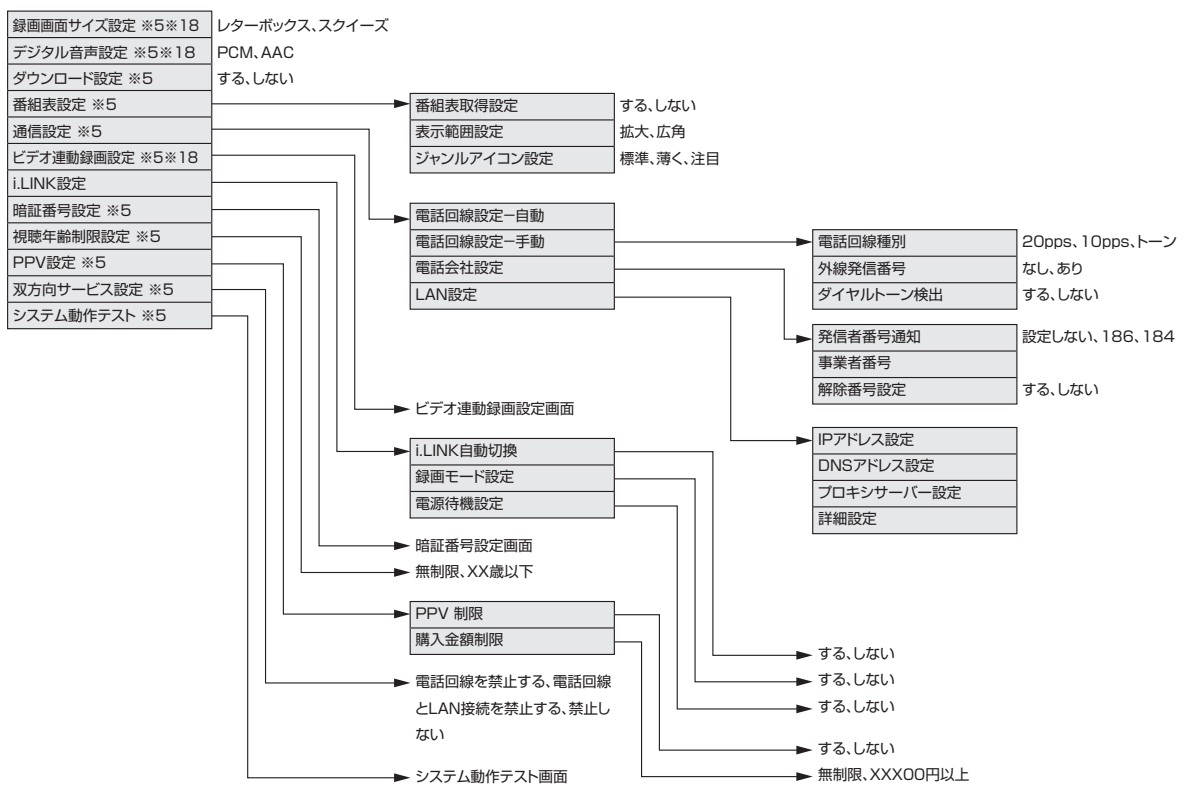 録画画面サイズ設定 ※5※18 レターボックス、スクイーズ
デジタル音声設定 ※5※18 PCM、AAC
ダウンロード設定 ※5 する、しない
番組表設定 ※5
通信設定 ※5
ビデオ連動録画設定 ※5※18
i.LINK設定
暗証番号設定 ※5
視聴年齢制限設定 ※5
PPV設定 ※5
双方向サービス設定 ※5
システム動作テスト ※5
番組表取得設定 する、しない
表示範囲設定 拡大、広角
ジャンルアイコン設定 標準、薄く、注目
電話回線設定−自動
電話回線設定−手動
電話会社設定
LAN設定
電話回線種別 20pps、10pps、トーン
外線発信番号 なし、あり
ダイヤルトーン検出 する、しない
発信者番号通知 設定しない、186、184
事業者番号
解除番号設定 する、しない
IPアドレス設定
DNSアドレス設定
プロキシサーバー設定
詳細設定
ビデオ連動録画設定画面
i.LINK自動切換
録画モード設定
電源待機設定
暗証番号設定画面
無制限、XX歳以下
PPV 制限
購入金額制限
する、しない
する、しない
する、しない
する、しない
無制限、XXX00円以上
電話回線を禁止する、電話回線
とLAN接続を禁止する、禁止し
ない
システム動作テスト画面